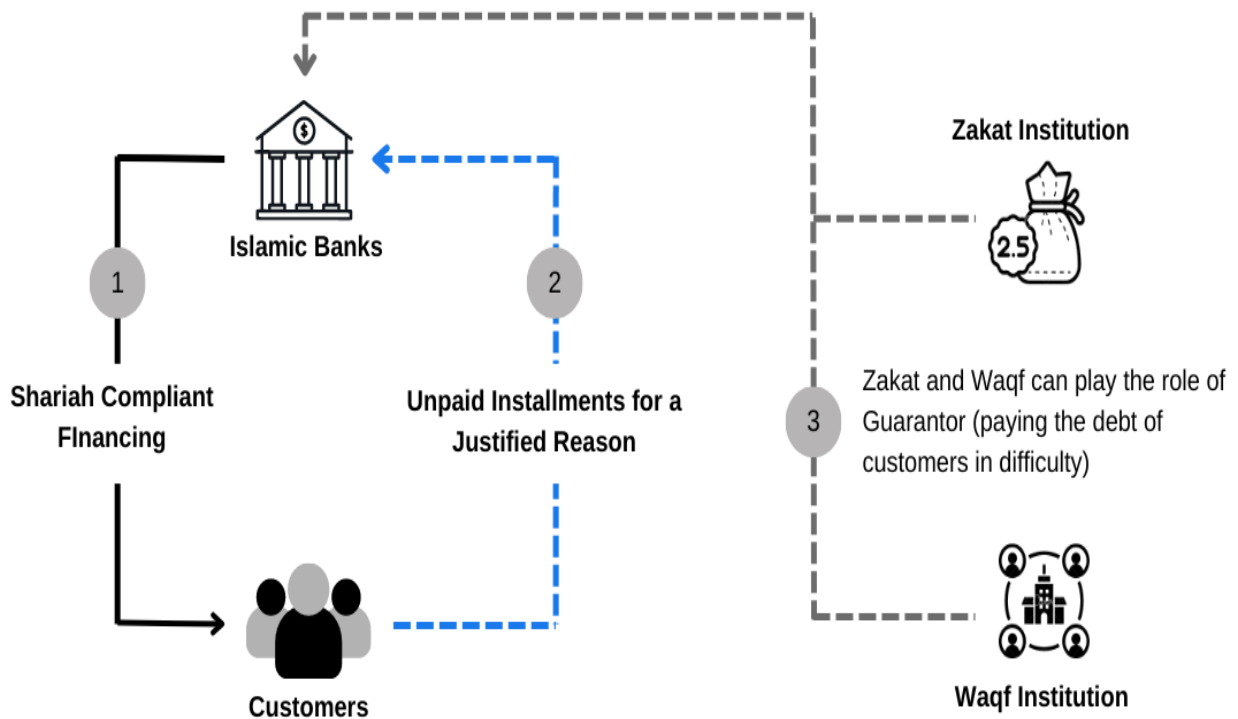 Zakat Institution
$
2.5
Islamic Banks
1
2
Shariah Compliant
FInancing
Unpaid Installments for a
Justified Reason
3
Zakat and Waqf can play the role of
Guarantor (paying the debt of
customers in difficulty)
Customers
Waqf Institution